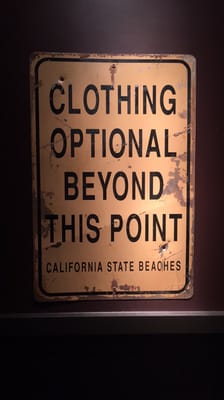 CLOTHING
OPTIONAL
BEYOND
THIS POINT
CALIFORNIA STATE BEACHES